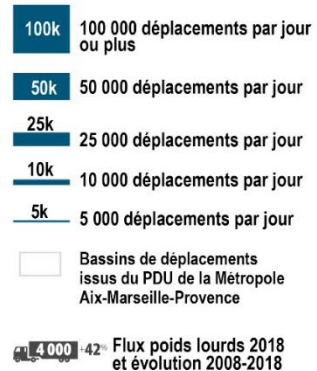 100k 100 000 déplacements par jour
ou plus
50k 50 000 déplacements par jour
25k
25 000 déplacements par jour
10k
10 000 déplacements par jour
5k
5 000 déplacements par jour
Bassins de déplacements
issus du PDU de la Métropole
Aix-Marseille-Provence
4 000 +42% Flux poids lourds 2018
et évolution 2008-2018